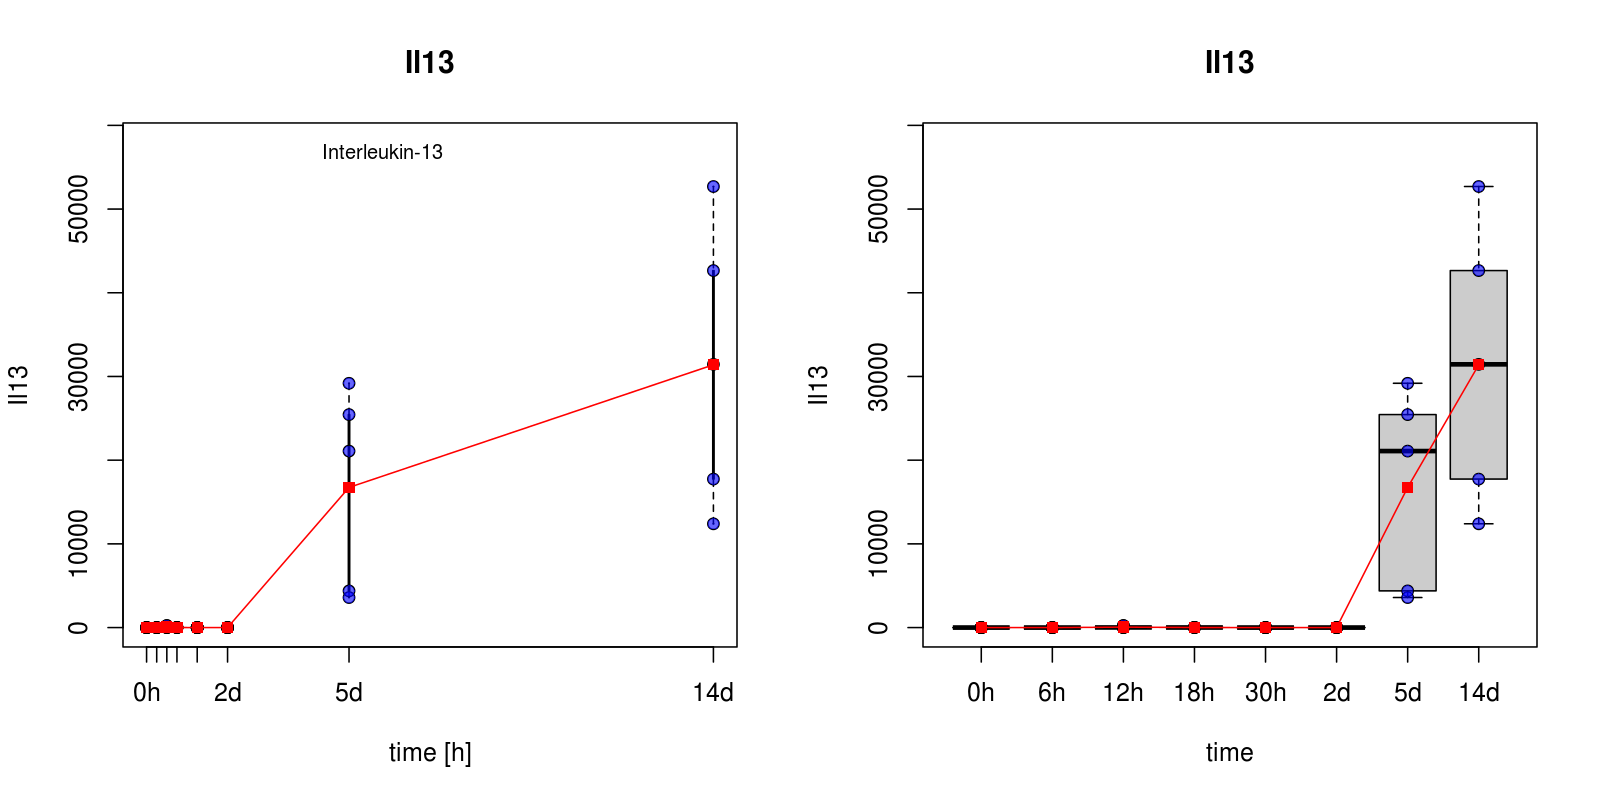 Il13
Interleukin-13
Il13
0
10000
30000
50000
0h
2d
5d
14d
time [h]
Il13
Il13
0
10000
30000
50000
0h
6h
12h
18h
30h
2d
5d
14d
time